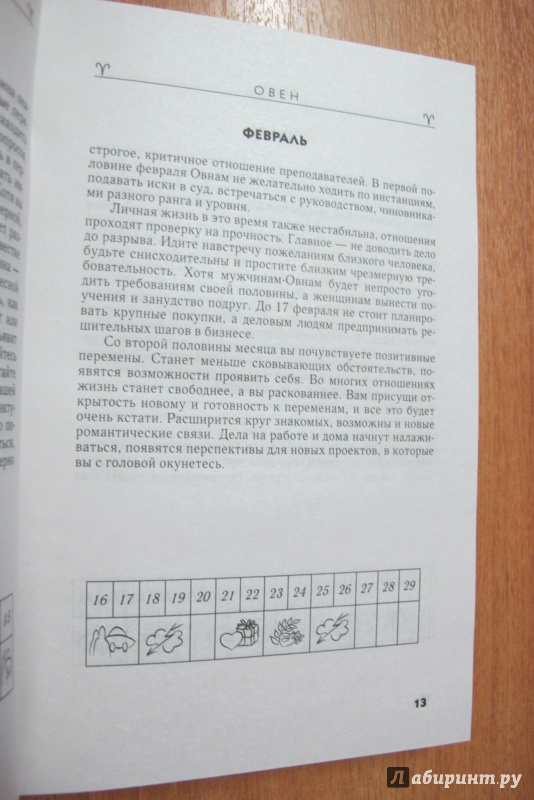 ОВЕН
ФЕВРАЛЬ
строгое, критичное отношение преподавателей. В первой по-
ловине февраля Овнам не желательно ходить по инстанциям,
подавать иски в суд, встречаться с руководством, чиновника-
ми разного ранга и уровня.
Личная жизнь в это время также нестабильна, отношения
проходят проверку на прочность. Главное — не доводить дело
до разрыва. Идите навстречу пожеланиям близкого человека,
будьте снисходительны и простите близким чрезмерную тре-
бовательность. Хотя мужчинам-Овнам будет непросто уго-
дить требованиям своей половины, а женщинам вынести по-
учения и занудство подруг. До 17 февраля не стоит планиро-
вать крупные покупки, а деловым людям предпринимать ре-
шительных шагов в бизнесе.
Со второй половины месяца вы почувствуете позитивные
перемены. Станет меньше сковывающих обстоятельств, по-
явятся возможности проявить себя. Во многих отношениях
жизнь станет свободнее, а вы раскованнее. Вам присущи от-
крытость новому и готовность к переменам, и все это будет
очень кстати. Расширится круг знакомых, возможны и новые
романтические связи. Дела на работе и дома начнут налажи-
ваться, появятся перспективы для новых проектов, в которые
вы с головой окунетесь.
16 17 18 19 20 21 22 23 24 25 26 27 28 29
13
Лабиринт.ру